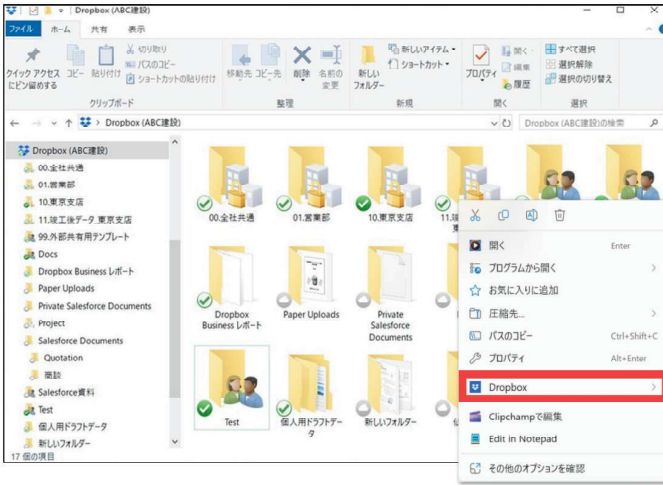 Dropbox (ABC建設)
ファイル ホーム 共有 表示
クイック アクセス にピン留めする
コピー 貼り付け
切り取り
パスのコピー
ショートカットの貼り付け
移動先 コピー先 削除 名前の変更
新しいフォルダー
新しいアイテム
ショートカット
プロパティ
開く
編集
履歴
すべて選択
選択解除
選択の切り替え
クリップボード 整理 新規 開く 選択
Dropbox (ABC建設)
Dropbox (ABC建設)の検索
Dropbox (ABC建設)
00.全社共通
01.営業部
10.東京支店
11.竣工後データ_東京支店
99.外部共有用テンプレート
Docs
Dropbox Business レポート
Paper Uploads
Private Salesforce Documents
Project
Salesforce Documents
Quotation
商談
Salesforce資料
Test
個人用ドラフトデータ
新しいフォルダー
17 個の項目
00.全社共通 01.営業部 10.東京支店
Dropbox Business レポート
Paper Uploads
Private Salesforce Documents
Test
個人用ドラフトデータ
新しいフォルダー
開く Enter
プログラムから開く
お気に入りに追加
圧縮先...
パスのコピー Ctrl+Shift+C
プロパティ Alt+Enter
Dropbox
Clipchampで編集
Edit in Notepad
その他のオプションを確認